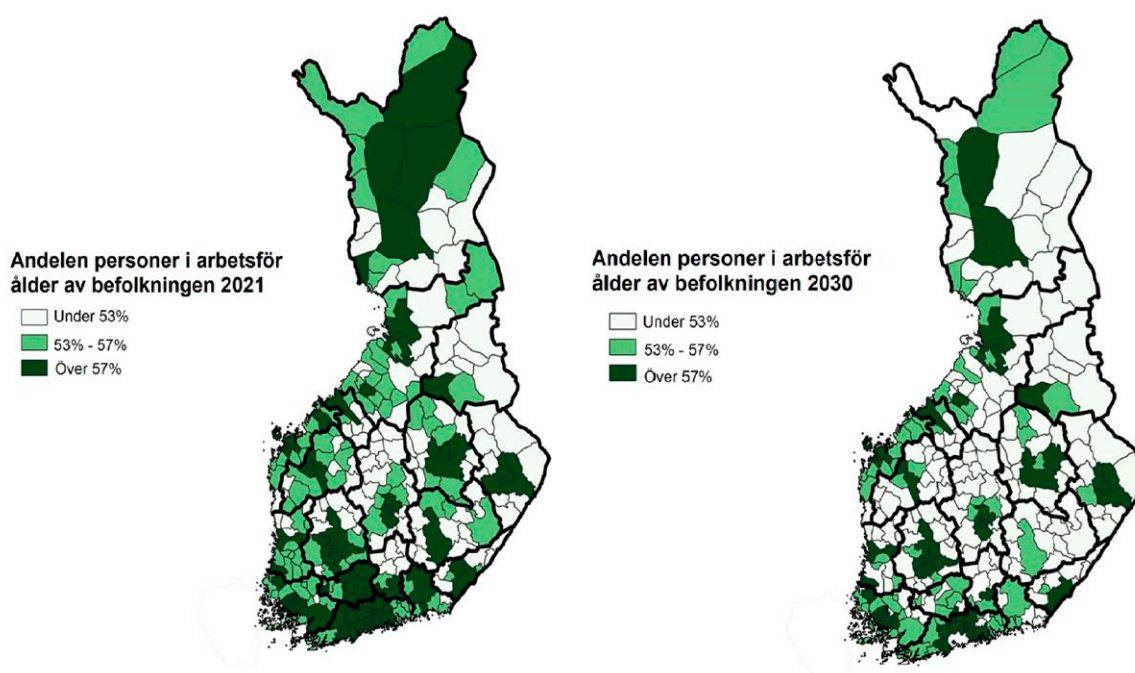 Andelen personer i arbetsför
ålder av befolkningen 2021
Under 53%
53% - 57%
Över 57%
Andelen personer i arbetsför
ålder av befolkningen 2030
Under 53%
53% - 57%
Över 57%